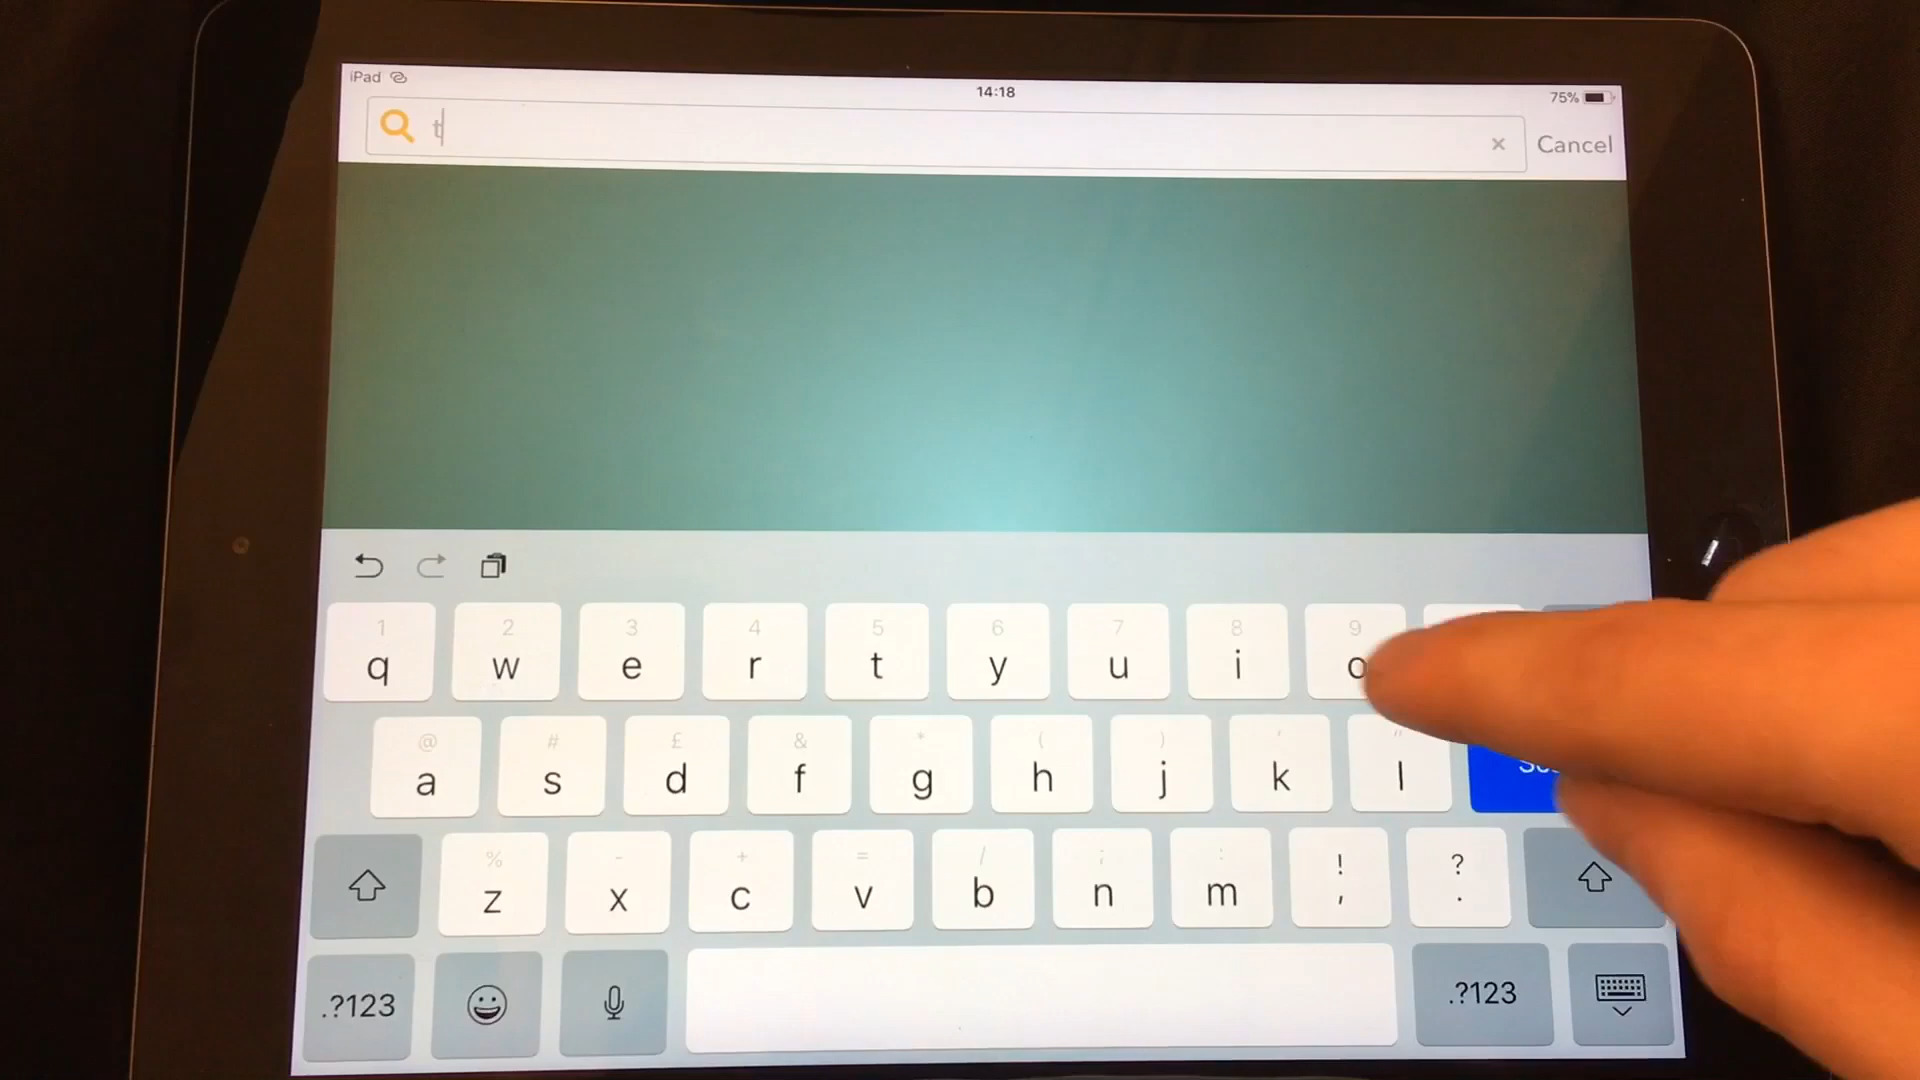 iPad
14:18
75%
t
×
Cancel
1 2 3 4 5 6 7 8 9
q w e r t y u i o
@ # £ & * ( ) ' "
a s d f g h j k l
% - + = / ; : ! ?
z x c v b n m , .
.?123 .?123